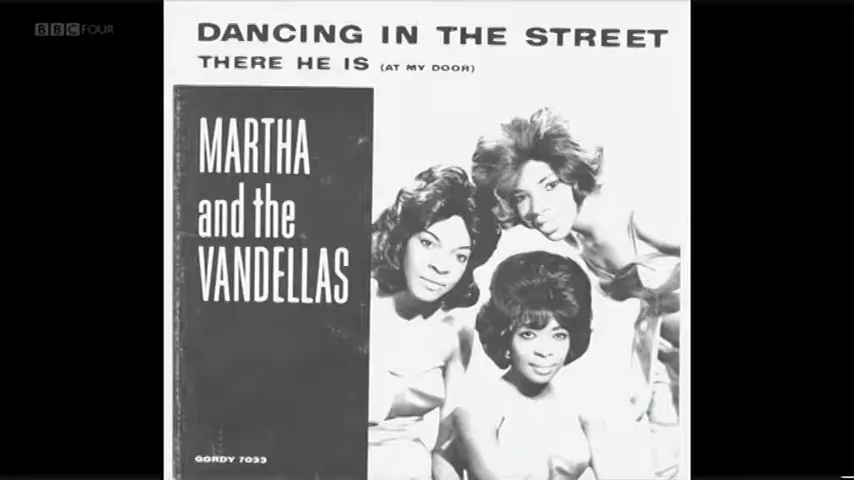 BBC FOUR
DANCING IN THE STREET
THERE HE IS (AT MY DOOR)
MARTHA
and the
VANDELLAS
GORDY 7033